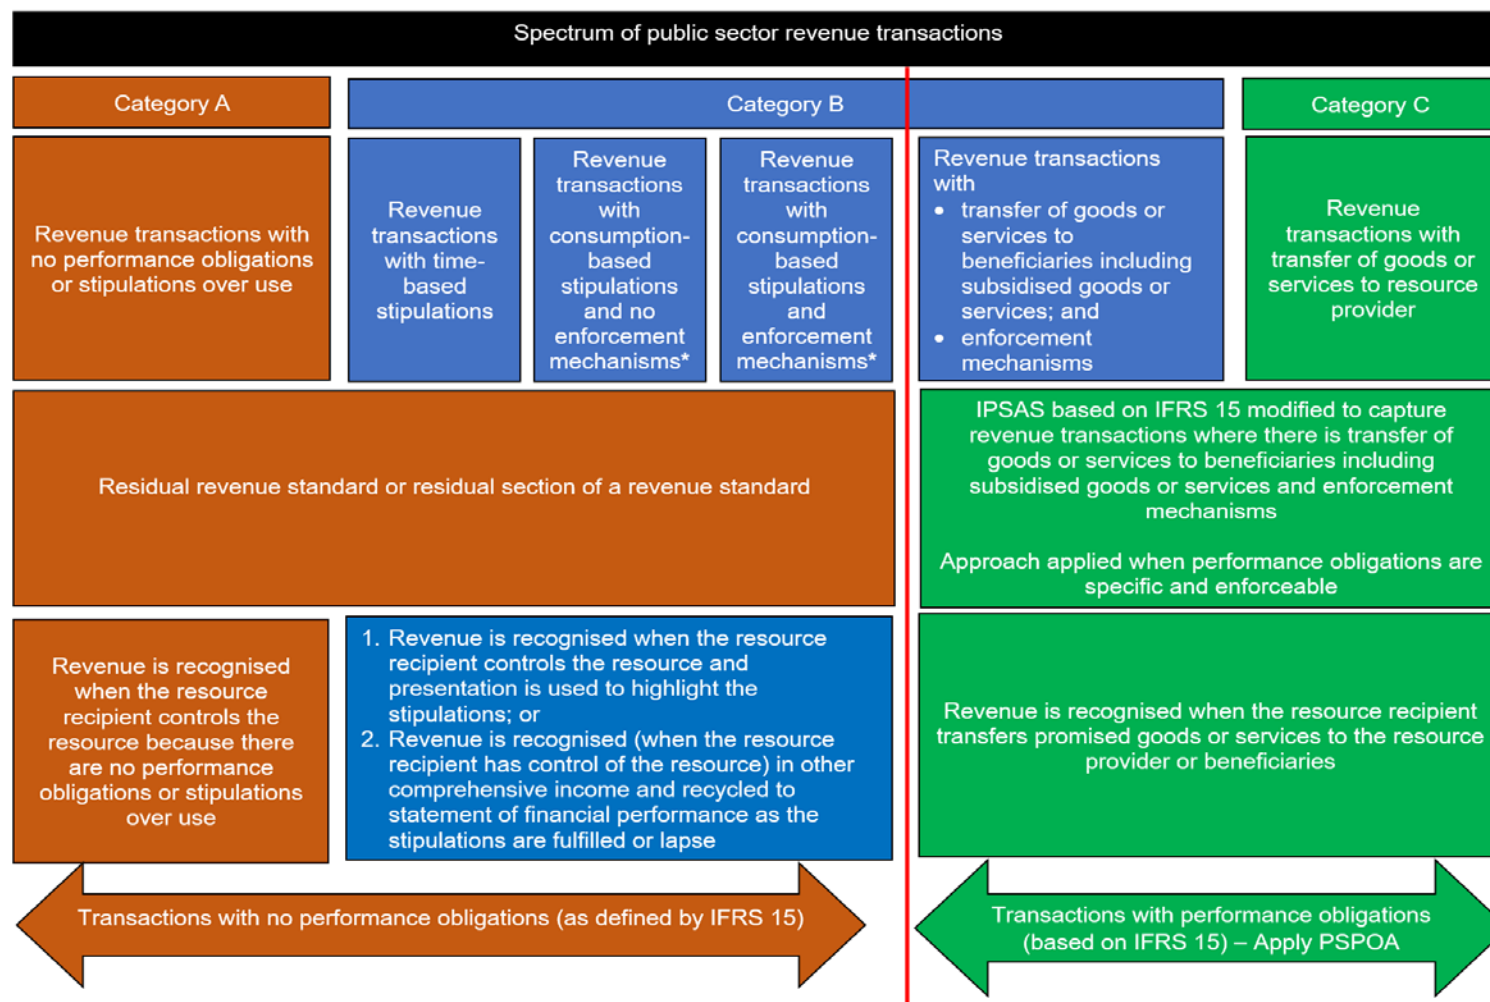 Spectrum of public sector revenue transactions
Category A
Category B
Category C
Revenue transactions with
no performance obligations
or stipulations over use
Revenue
transactions
with time-
based
stipulations
Revenue
transactions
with
consumption-
based
stipulations
and no
enforcement
mechanisms*
Revenue
transactions
with
consumption-
based
stipulations
and
enforcement
mechanisms*
Revenue transactions
with
• transfer of goods or
services to
beneficiaries including
subsidised goods or
services; and
• enforcement
mechanisms
Revenue
transactions with
transfer of goods or
services to resource
provider
Residual revenue standard or residual section of a revenue standard
IPSAS based on IFRS 15 modified to capture
revenue transactions where there is transfer of
goods or services to beneficiaries including
subsidised goods or services and enforcement
mechanisms
Approach applied when performance obligations are
specific and enforceable
Revenue is recognised
when the resource
recipient controls the
resource because there
are no performance
obligations or stipulations
over use
1. Revenue is recognised when the resource
recipient controls the resource and
presentation is used to highlight the
stipulations; or
2. Revenue is recognised (when the resource
recipient has control of the resource) in other
comprehensive income and recycled to
statement of financial performance as the
stipulations are fulfilled or lapse
Revenue is recognised when the resource recipient
transfers promised goods or services to the resource
provider or beneficiaries
Transactions with no performance obligations (as defined by IFRS 15)
Transactions with performance obligations
(based on IFRS 15) – Apply PSPOA